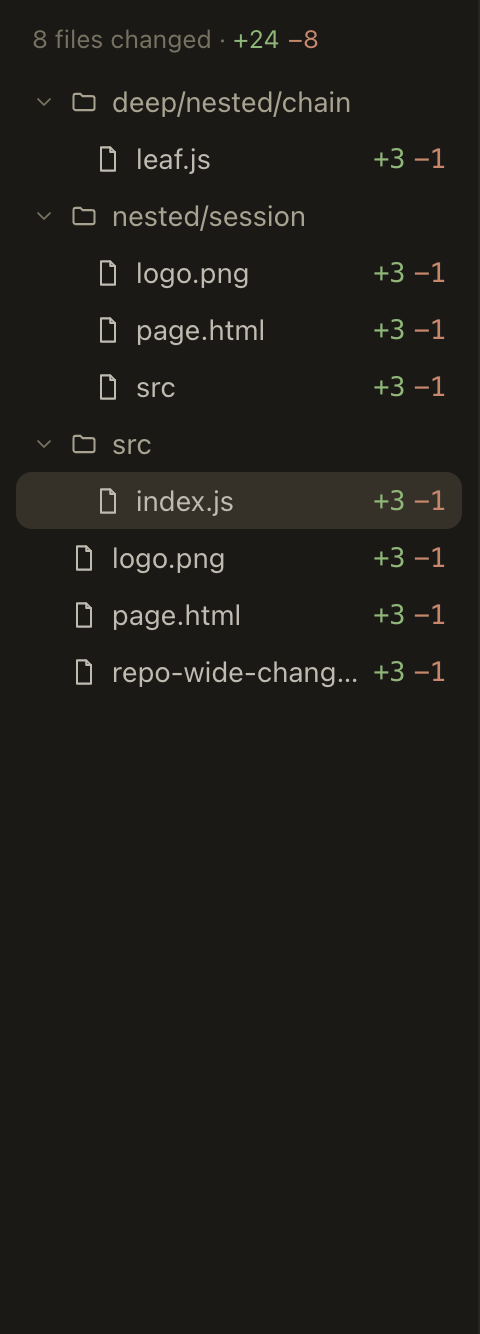 8 files changed · +24 −8
deep/nested/chain
leaf.js +3 −1
nested/session
logo.png +3 −1
page.html +3 −1
src +3 −1
src
index.js +3 −1
logo.png +3 −1
page.html +3 −1
repo-wide-chang... +3 −1